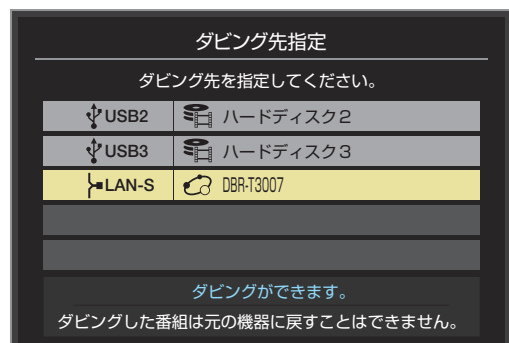 ダビング先指定
ダビング先を指定してください。
USB2 ハードディスク2
USB3 ハードディスク3
LAN-S DBR-T3007
ダビングができます。
ダビングした番組は元の機器に戻すことはできません。